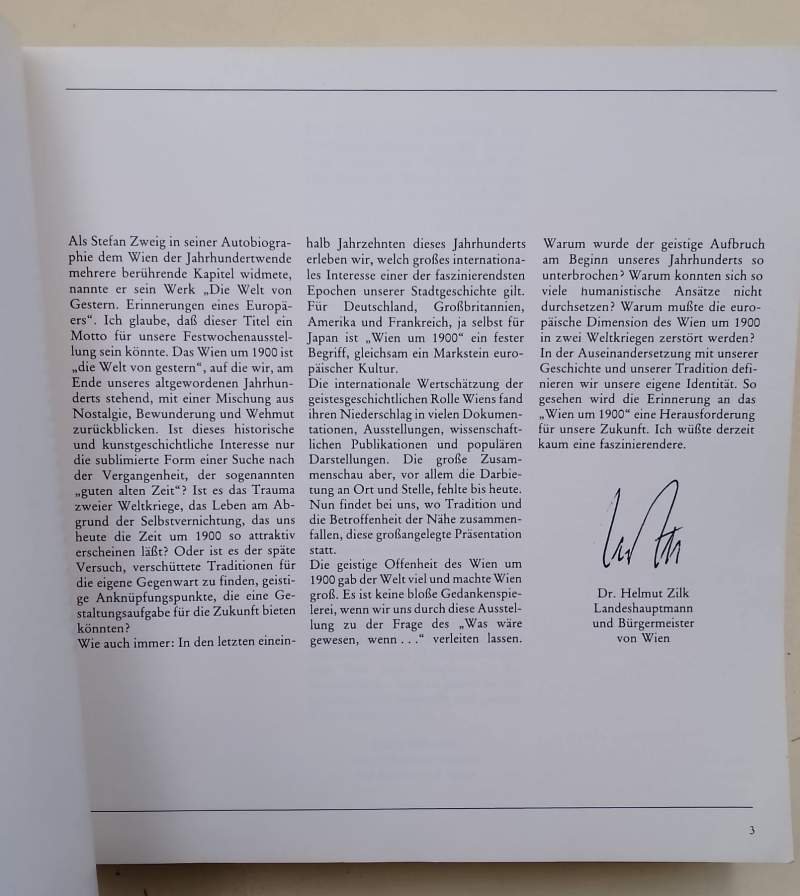 Als Stefan Zweig in seiner Autobiogra-
phie dem Wien der Jahrhundertwende
mehrere berührende Kapitel widmete,
nannte er sein Werk „Die Welt von
Gestern. Erinnerungen eines Europä-
ers“. Ich glaube, daß dieser Titel ein
Motto für unsere Festwochenausstel-
lung sein könnte. Das Wien um 1900 ist
„die Welt von gestern“, auf die wir, am
Ende unseres altgewordenen Jahrhun-
derts stehend, mit einer Mischung aus
Nostalgie, Bewunderung und Wehmut
zurückblicken. Ist dieses historische
und kunstgeschichtliche Interesse nur
die sublimierte Form einer Suche nach
der Vergangenheit, der sogenannten
„guten alten Zeit“? Ist es das Trauma
zweier Weltkriege, das Leben am Ab-
grund der Selbstvernichtung, das uns
heute die Zeit um 1900 so attraktiv
erscheinen läßt? Oder ist es der späte
Versuch, verschüttete Traditionen für
die eigene Gegenwart zu finden, geisti-
ge Anknüpfungspunkte, die eine Ge-
staltungsaufgabe für die Zukunft bieten
könnten?
Wie auch immer: In den letzten einein-
halb Jahrzehnten dieses Jahrhunderts
erleben wir, welch großes internationa-
les Interesse einer der faszinierendsten
Epochen unserer Stadtgeschichte gilt.
Für Deutschland, Großbritannien,
Amerika und Frankreich, ja selbst für
Japan ist „Wien um 1900“ ein fester
Begriff, gleichsam ein Markstein euro-
päischer Kultur.
Die internationale Wertschätzung der
geistesgeschichtlichen Rolle Wiens fand
ihren Niederschlag in vielen Dokumen-
tationen, Ausstellungen, wissenschaft-
lichen Publikationen und populären
Darstellungen. Die große Zusam-
menschau aber, vor allem die Darbie-
tung an Ort und Stelle, fehlte bis heute.
Nun findet bei uns, wo Tradition und
die Betroffenheit der Nähe zusammen-
fallen, diese großangelegte Präsentation
statt.
Die geistige Offenheit des Wien um
1900 gab der Welt viel und machte Wien
groß. Es ist keine bloße Gedankenspie-
lerei, wenn wir uns durch diese Ausstel-
lung zu der Frage des „Was wäre
gewesen, wenn . . .“ verleiten lassen.
Warum wurde der geistige Aufbruch
am Beginn unseres Jahrhunderts so
unterbrochen? Warum konnten sich so
viele humanistische Ansätze nicht
durchsetzen? Warum mußte die euro-
päische Dimension des Wien um 1900
in zwei Weltkriegen zerstört werden?
In der Auseinandersetzung mit unserer
Geschichte und unserer Tradition defi-
nieren wir unsere eigene Identität. So
gesehen wird die Erinnerung an das
„Wien um 1900“ eine Herausforderung
für unsere Zukunft. Ich wüßte derzeit
kaum eine faszinierendere.
Dr. Helmut Zilk
Landeshauptmann
und Bürgermeister
von Wien
3